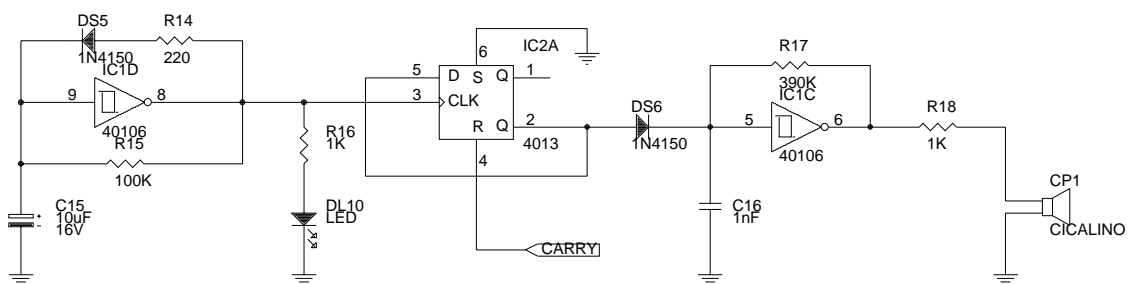 DS5
1N4150
R14
220
IC1D
9
8
40106
R15
100K
C15
10uF
16V
+
-
R16
1K
DL10
LED
IC2A
6
5
D
S
Q
1
3
CLK
R
Q
2
4
4013
CARRY
DS6
1N4150
R17
390K
IC1C
5
6
40106
C16
1nF
R18
1K
CP1
CICALINO